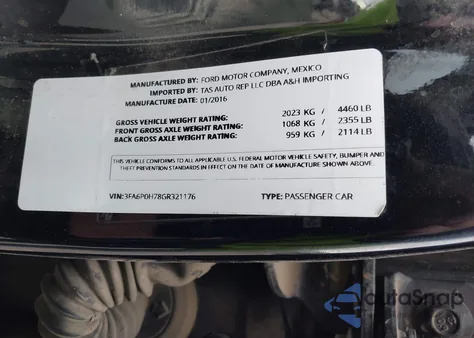 MANUFACTURED BY: FORD MOTOR COMPANY, MEXICO
IMPORTED BY: TAS AUTO REP LLC DBA A&H IMPORTING
MANUFACTURE DATE: 01/2016
GROSS VEHICLE WEIGHT RATING: 2023 KG / 4460 LB
FRONT GROSS AXLE WEIGHT RATING: 1068 KG / 2355 LB
BACK GROSS AXLE WEIGHT RATING: 959 KG / 2114 LB
THIS VEHICLE CONFORMS TO ALL APPLICABLE U.S. FEDERAL MOTOR VEHICLE SAFETY, BUMPER AND
THEFT PREVENTION STANDARDS IN EFFECT ON THE DATE OF MANUFACTURE SHOWN ABOVE.
VIN:3FA6P0H78GR321176 TYPE: PASSENGER CAR
AutaSnap